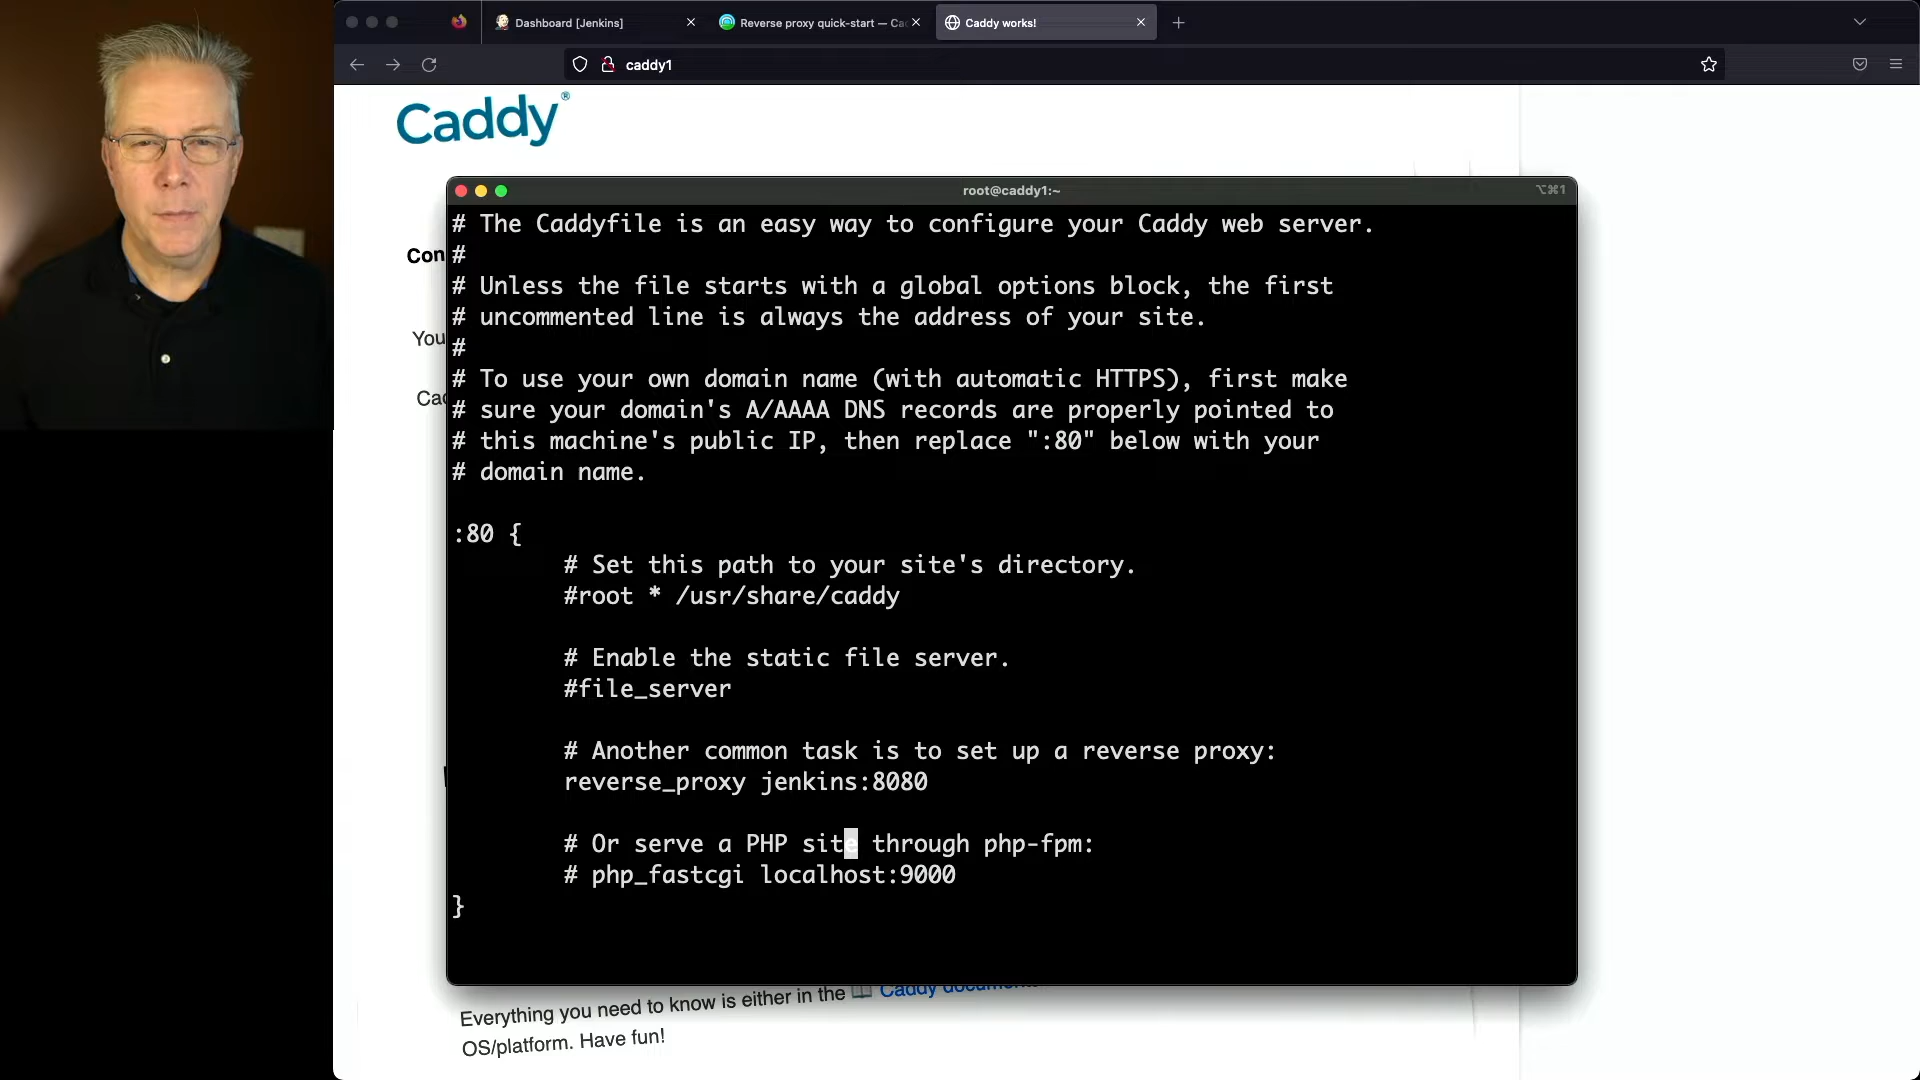 Dashboard [Jenkins]
Reverse proxy quick-start — Ca
Caddy works!
caddy1
Caddy®
root@caddy1:~
⌥⌘1
# The Caddyfile is an easy way to configure your Caddy web server.
#
# Unless the file starts with a global options block, the first
# uncommented line is always the address of your site.
#
# To use your own domain name (with automatic HTTPS), first make
# sure your domain's A/AAAA DNS records are properly pointed to
# this machine's public IP, then replace ":80" below with your
# domain name.
:80 {
# Set this path to your site's directory.
#root * /usr/share/caddy
# Enable the static file server.
#file_server
# Another common task is to set up a reverse proxy:
reverse_proxy jenkins:8080
# Or serve a PHP site through php-fpm:
# php_fastcgi localhost:9000
}
Con
You
Cad
Everything you need to know is either in the 📖 Caddy document
OS/platform. Have fun!